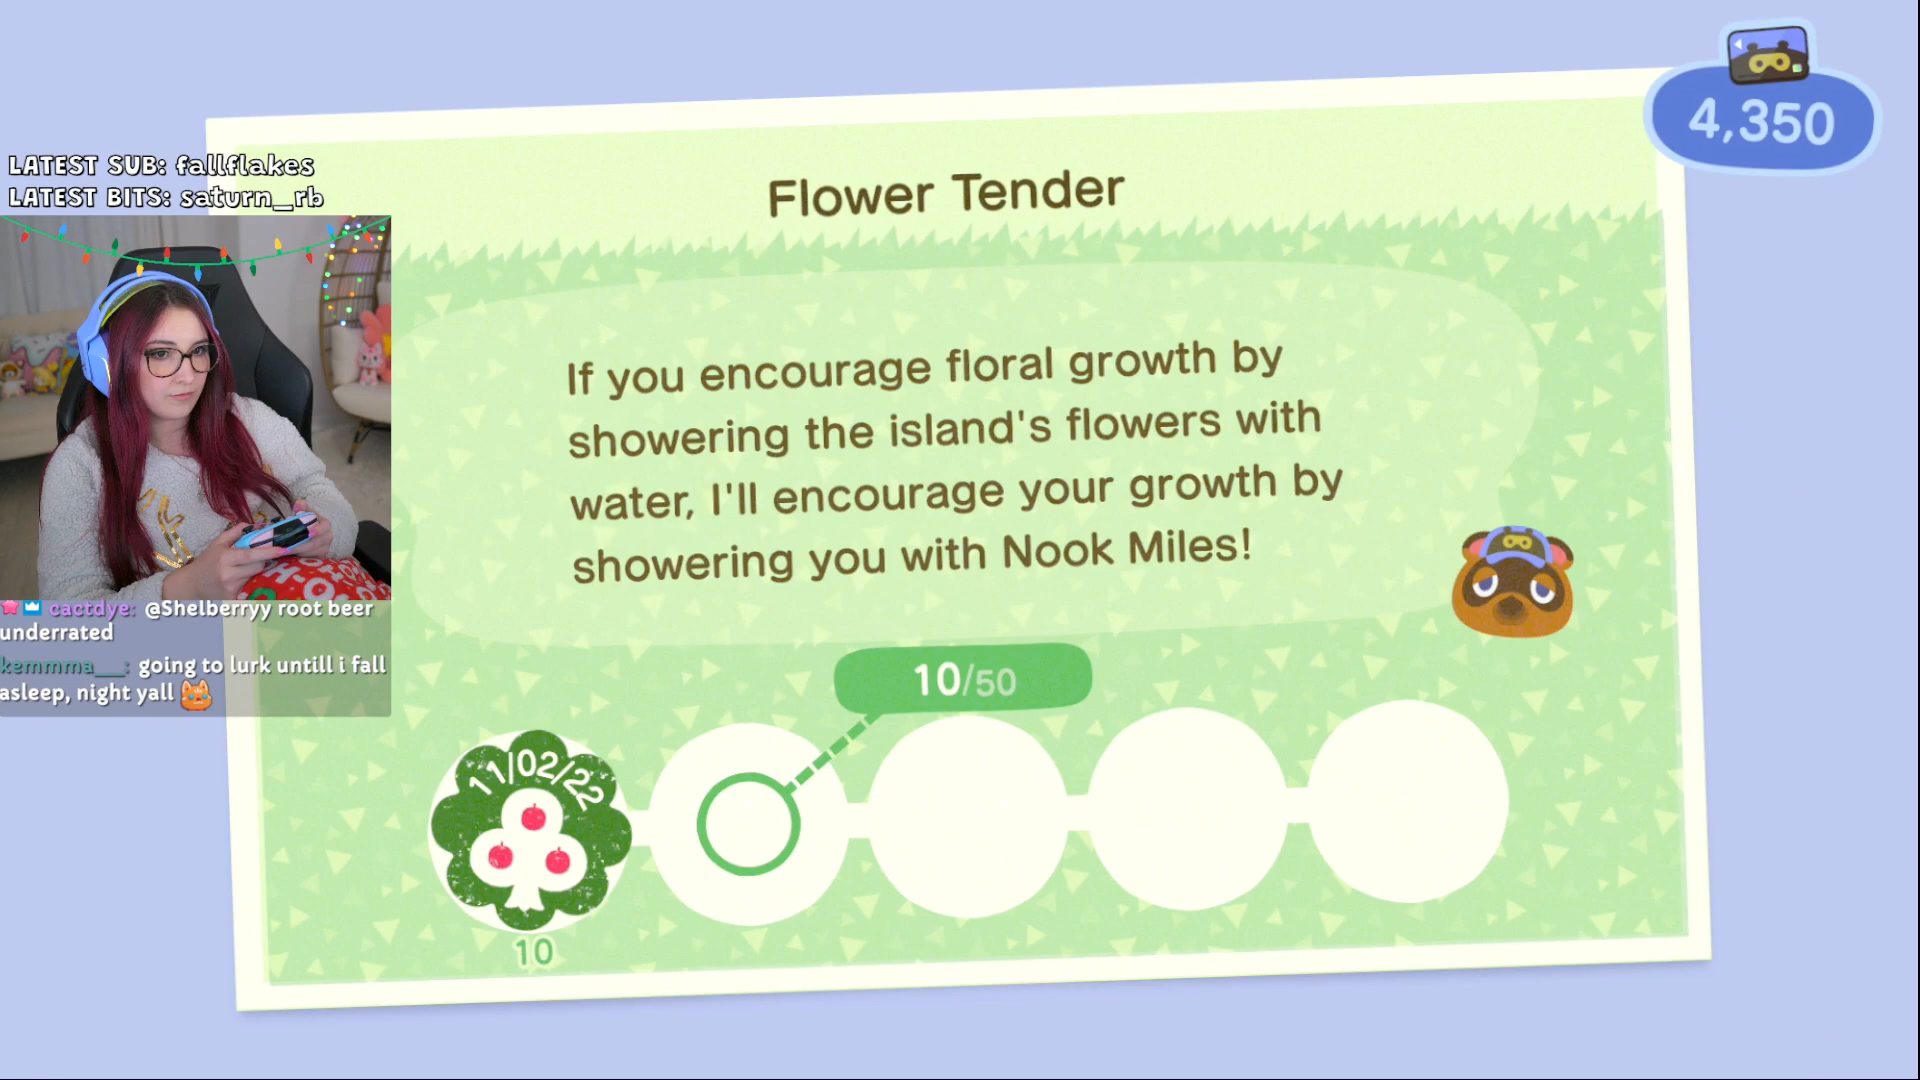 4,350
LATEST SUB: fallflakes
LATEST BITS: saturn_rb
Flower Tender
If you encourage floral growth by
showering the island's flowers with
water, I'll encourage your growth by
showering you with Nook Miles!
cactdye: @Shelberryy root beer
underrated
kemmma__: going to lurk untill i fall
asleep, night yall
10/50
11/02/22
10